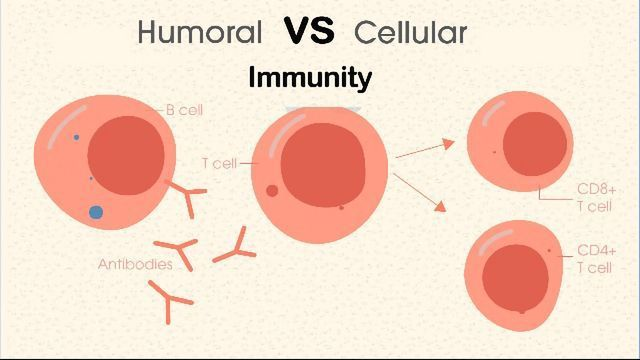 Humoral VS Cellular
Immunity
B cell
T cell
CD8+
T cell
CD4+
T cell
Antibodies